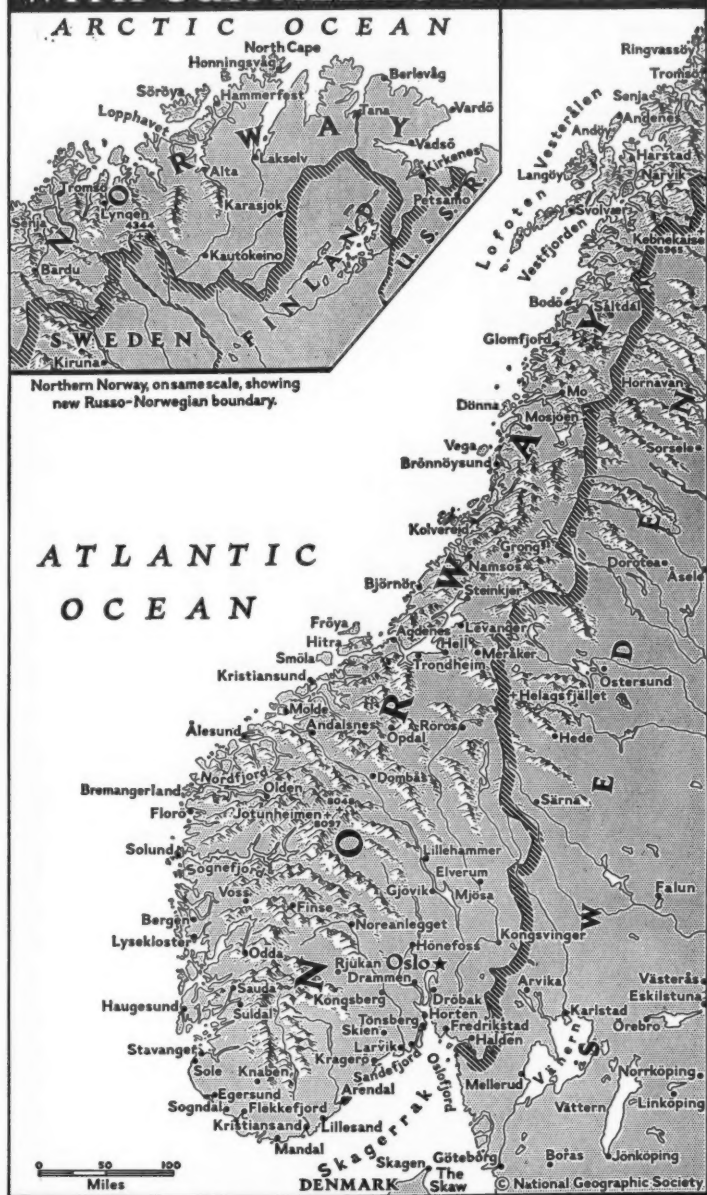 ARCTIC OCEAN
North Cape
Honningsvåg
Berlevåg
Söröya
Hammerfest
Lopphavet
Tana
Vardö
Vadsö
Alta
Lakselv
Kirkenes
Tromsö
Lyngen
4344
Petsamo
Senja
Karasjok
Kautokeino
Bardu
NORWAY
FINLAND
U.S.S.R.
SWEDEN
Kiruna
Northern Norway, on same scale, showing
new Russo-Norwegian boundary.
Ringvassöy
Tromsö
Senja
Andenes
Andöy
Vesterålen
Langöy
Harstad
Narvik
Lofoten
Svolvær
Vestfjorden
Kebnekaise
6965
Bodö
Saltdal
Glomfjord
Mo
Hornavan
Dönna
Mosjöen
Vega
Sorsele
Brönnöysund
Kolvereid
ATLANTIC
OCEAN
Grong
Namsos
Dorotea
Åsele
Björnör
Steinkjer
Fröya
Hitra
Agdenes
Levanger
Hell
Smöla
Meråker
Trondheim
Östersund
Kristiansund
Helagsfjället
Molde
Ålesund
Andalsnes
Röros
Opdal
Hede
Nordfjord
Dombås
Bremangerland
Olden
8048
Särna
Florö
Jotunheimen
8097
Solund
Lillehammer
Sognefjord
Elverum
Voss
Gjövik
Mjösa
Falun
Finse
Bergen
Noreanlegget
Kongsvinger
Lysekloster
Hönefoss
Odda
Rjukan
Oslo
Drammen
Arvika
Västerås
Sauda
Kongsberg
Dröbak
Eskilstuna
Haugesund
Suldal
Horten
Karlstad
Tönsberg
Fredrikstad
Örebro
Skien
Halden
Stavanger
Larvik
Vänern
Sole
Kragerö
Sandefjord
Oslofjord
Knaben
Norrköping
Arendal
Mellerud
Egersund
Linköping
Sogndal
Flekkefjord
Vättern
Kristiansand
Lillesand
Mandal
Skagerrak
Göteborg
Borås
Jönköping
Skagen
The
Skaw
DENMARK
NORWAY
SWEDEN
0 50 100
Miles
© National Geographic Society